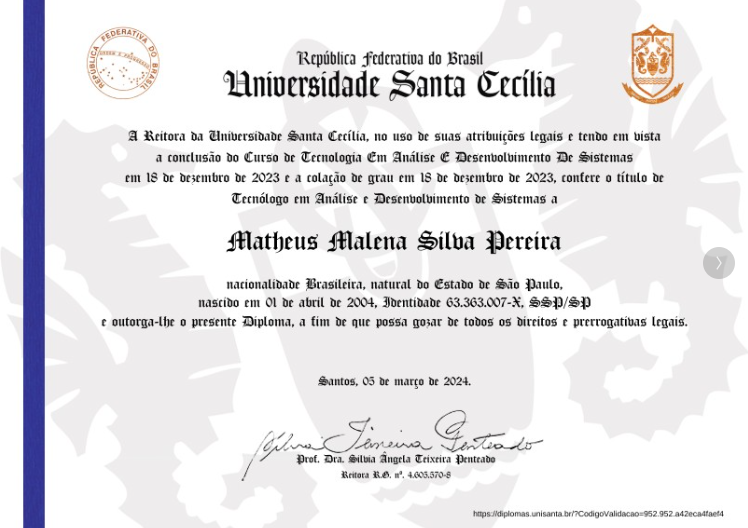 REPÚBLICA FEDERATIVA DO BRASIL
República Federativa do Brasil
Universidade Santa Cecília
A Reitora da Universidade Santa Cecília, no uso de suas atribuições legais e tendo em vista
a conclusão do Curso de Tecnologia Em Análise E Desenvolvimento De Sistemas
em 18 de dezembro de 2023 e a colação de grau em 18 de dezembro de 2023, confere o título de
Tecnólogo em Análise e Desenvolvimento de Sistemas a
Matheus Malena Silva Pereira
nacionalidade Brasileira, natural do Estado de São Paulo,
nascido em 01 de abril de 2004, Identidade 63.363.007-X, SSP/SP
e outorga-lhe o presente Diploma, a fim de que possa gozar de todos os direitos e prerrogativas legais.
Santos, 05 de março de 2024.
Sílvia Teixeira Penteado
Prof. Dra. Silvia Ângela Teixeira Penteado
Reitora R.G. nº. 4.605.570-8
https://diplomas.unisanta.br/?CodigoValidacao=952.952.a42eca4faef4